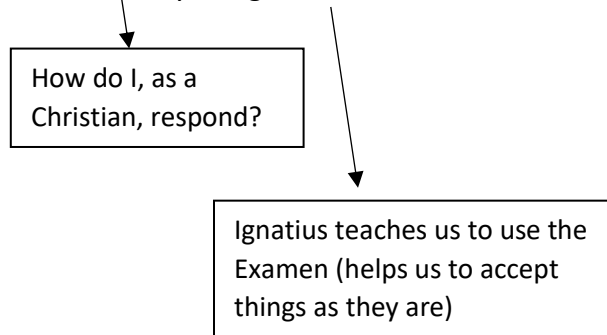 How do I, as a
Christian, respond?
Ignatius teaches us to use the
Examen (helps us to accept
things as they are)